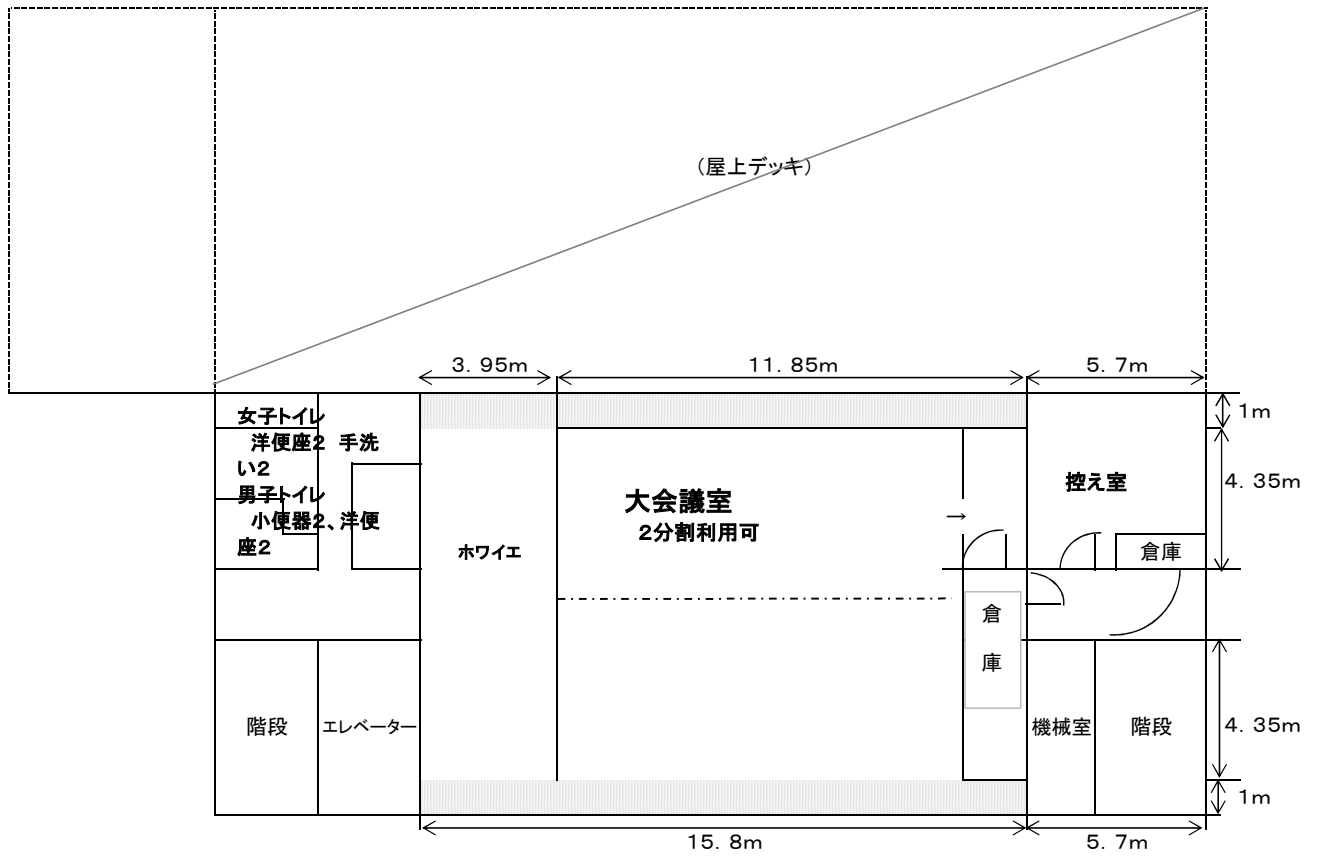 （屋上デッキ）
3．95m
11．85m
5．7m
1m
女子トイレ
洋便座2　手洗
い2
男子トイレ
小便器2、洋便
座2
ホワイエ
大会議室
2分割利用可
→
控え室
倉庫
4．35m
倉
庫
階段
エレベーター
機械室
階段
4．35m
1m
15．8m
5．7m